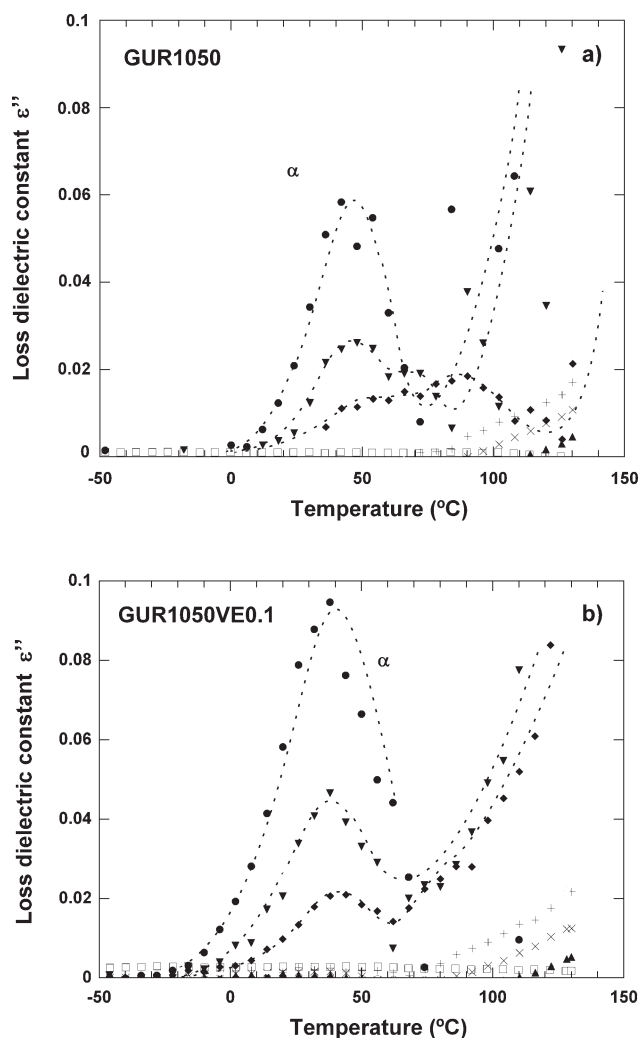 0.1
GUR1050
a)
0.08
Loss dielectric constant ε”
0.06
α
0.04
0.02
0
-50
0
50
100
150
Temperature (ºC)
0.1
GUR1050VE0.1
b)
0.08
α
Loss dielectric constant ε”
0.06
0.04
0.02
0
-50
0
50
100
150
Temperature (ºC)